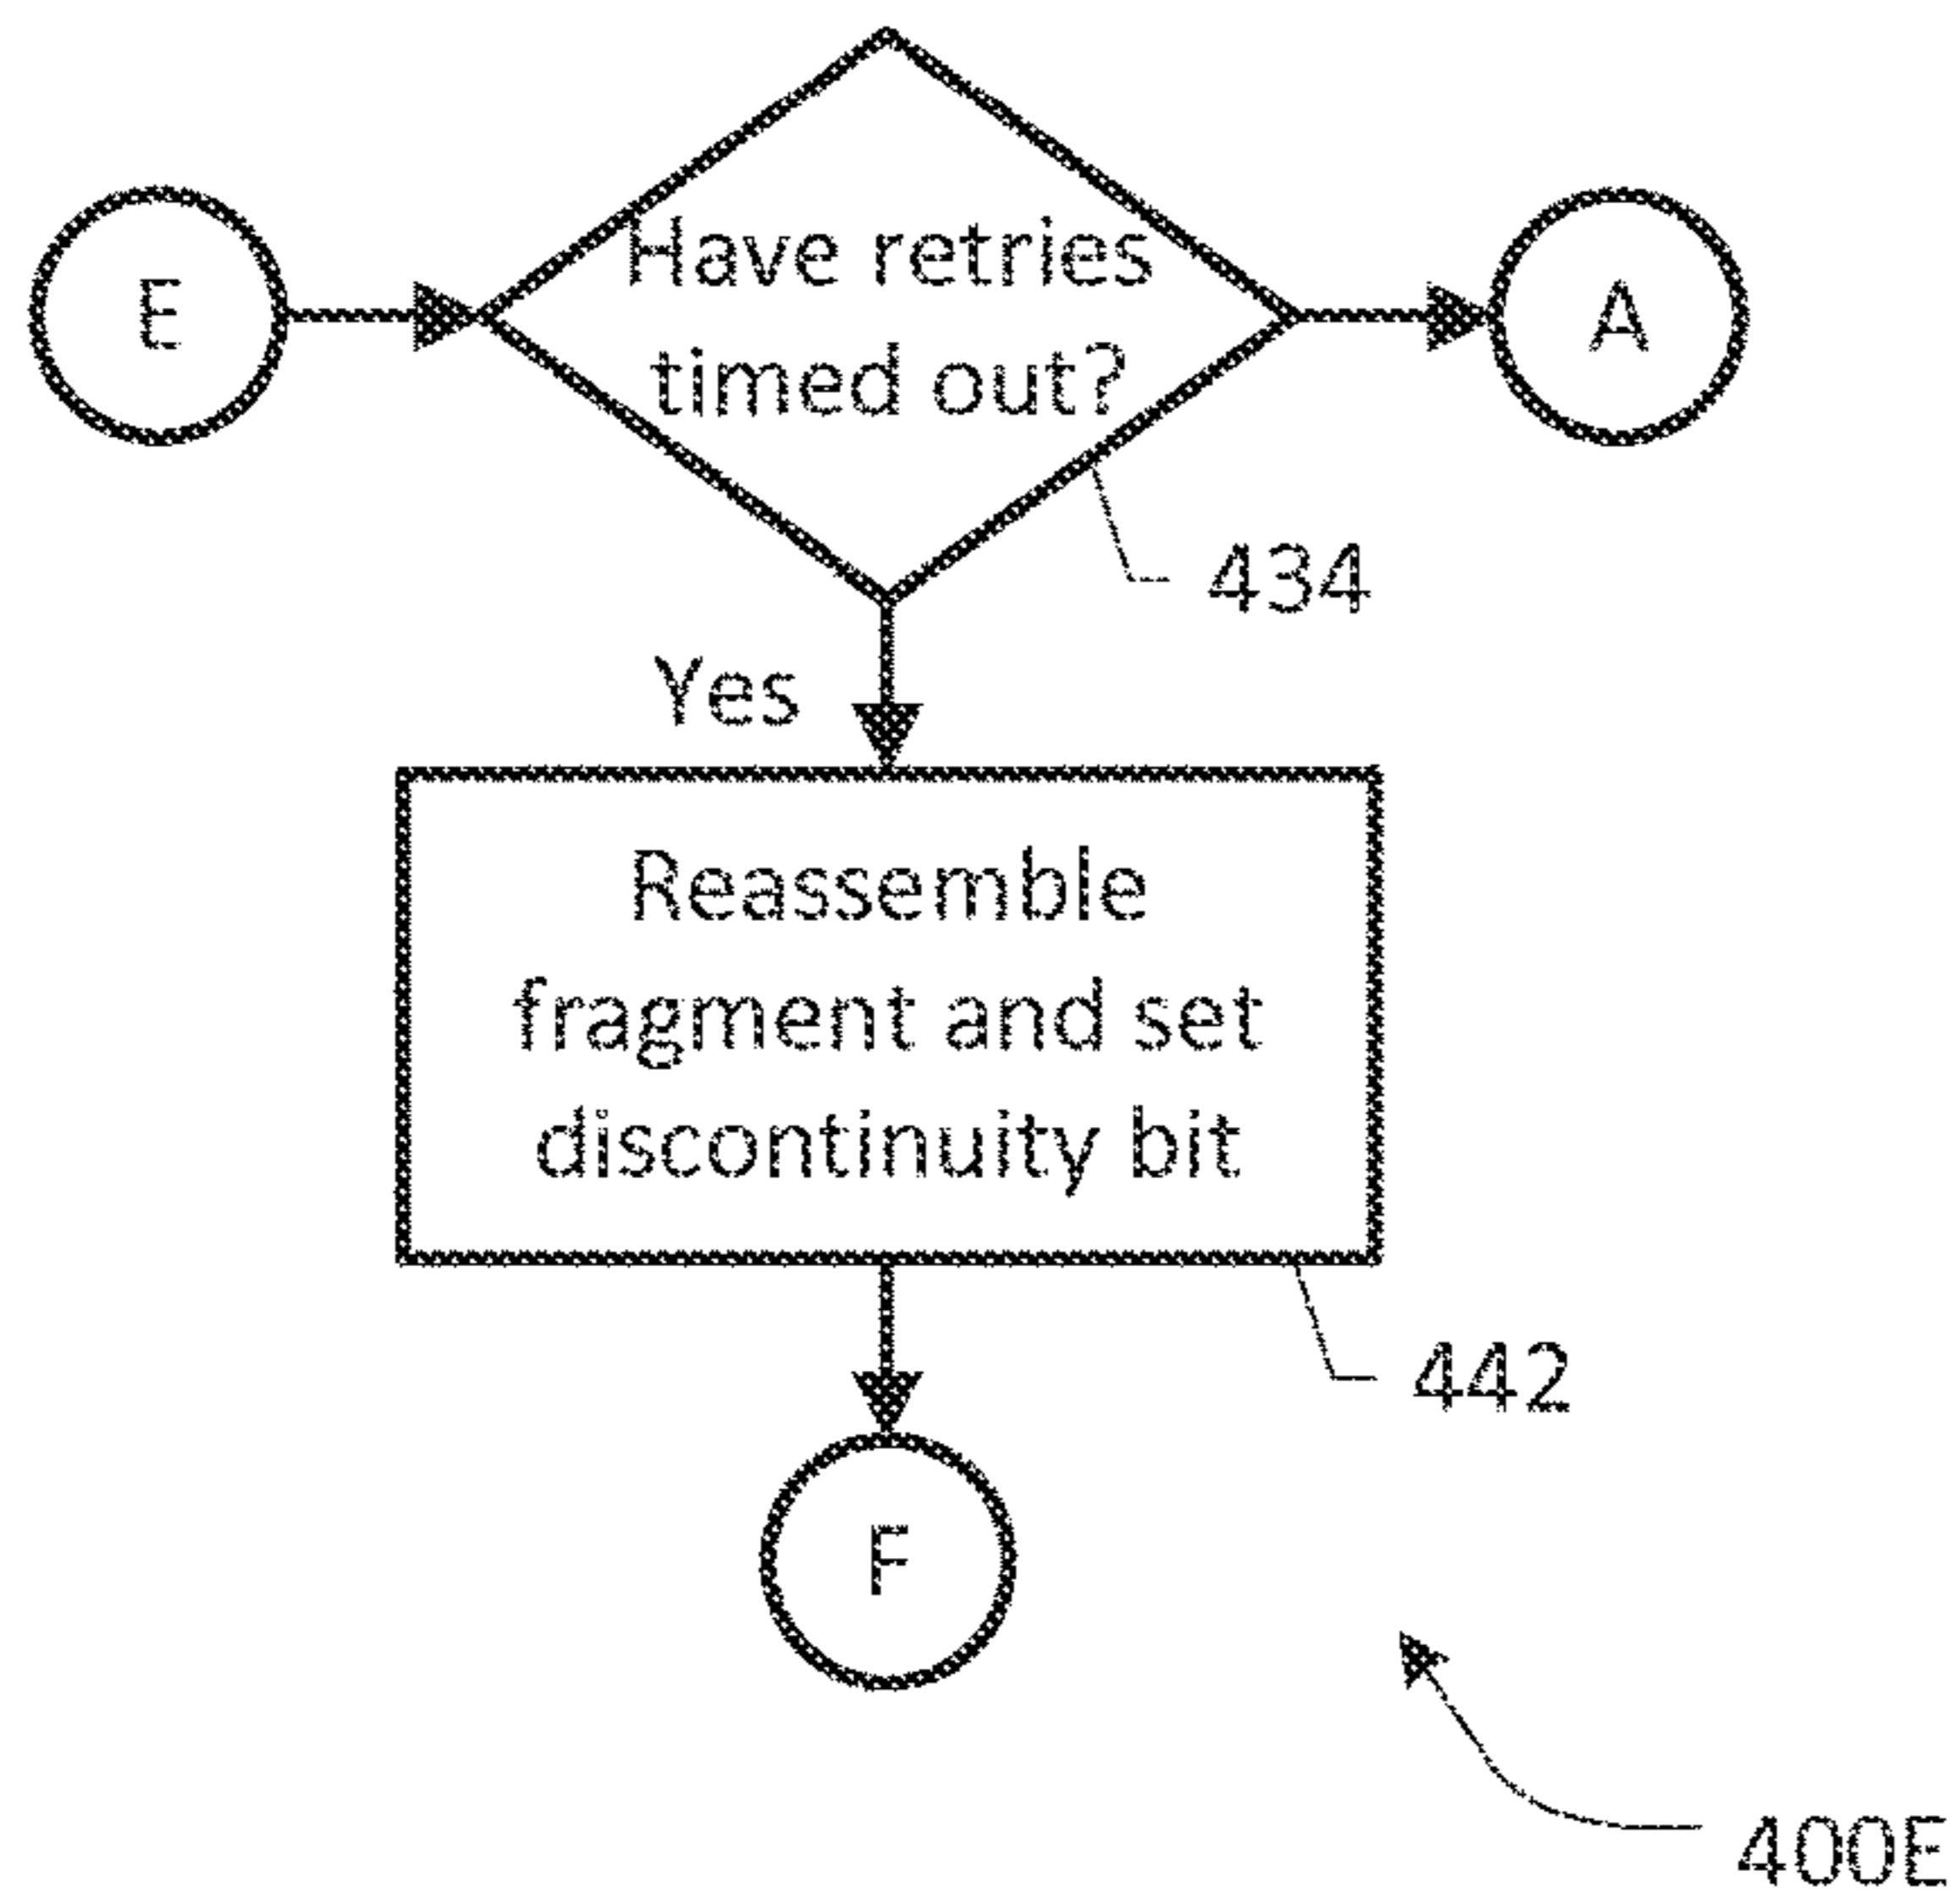 E
Have retries
timed out?
A
434
Yes
Reassemble
fragment and set
discontinuity bit
442
F
400E